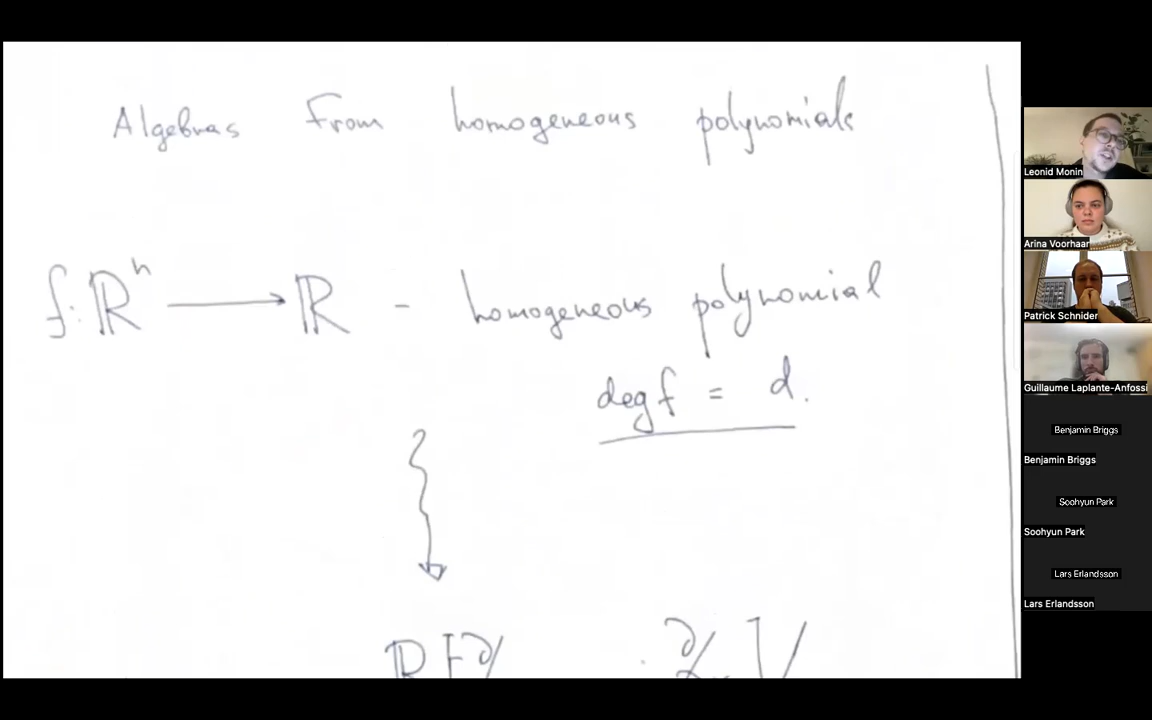 Algebras from homogeneous polynomials
f: ℝⁿ ⟶ ℝ - homogeneous polynomial
deg f = d.
ℝ[∂/
Leonid Monin
Arina Voorhaar
Patrick Schnider
Guillaume Laplante-Anfossi
Benjamin Briggs
Benjamin Briggs
Soohyun Park
Soohyun Park
Lars Erlandsson
Lars Erlandsson